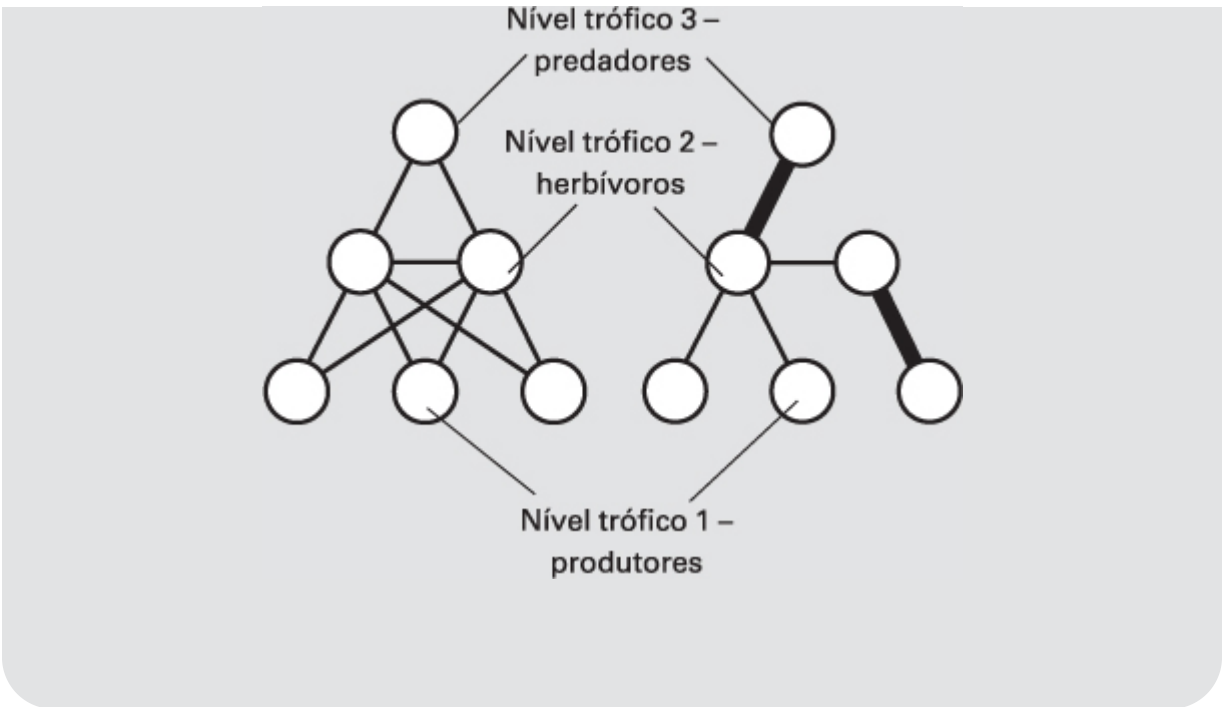 Nível trófico 3 –
predadores
Nível trófico 2 –
herbívoros
Nível trófico 1 –
produtores